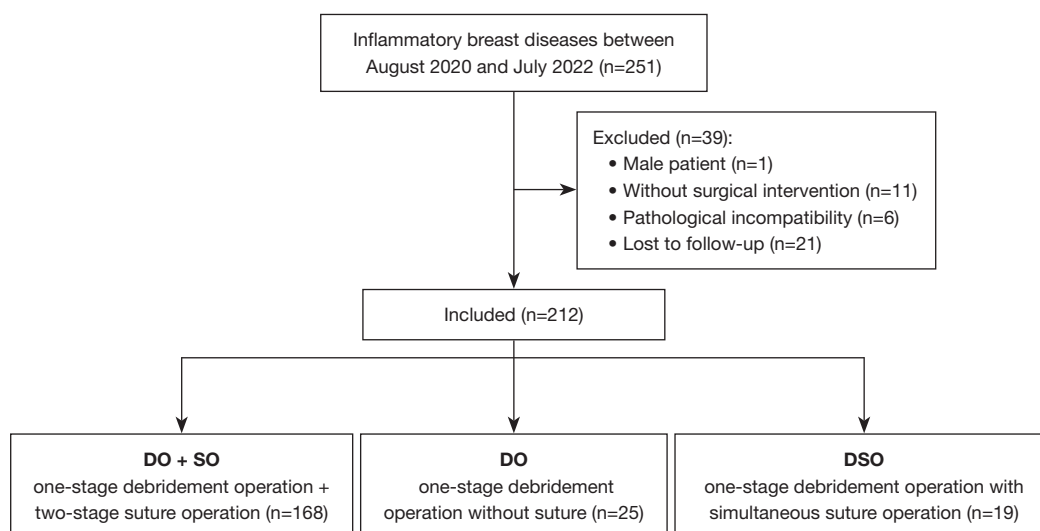 Inflammatory breast diseases between
August 2020 and July 2022 (n=251)
Excluded (n=39):
• Male patient (n=1)
• Without surgical intervention (n=11)
• Pathological incompatibility (n=6)
• Lost to follow-up (n=21)
Included (n=212)
DO + SO
one-stage debridement operation +
two-stage suture operation (n=168)
DO
one-stage debridement
operation without suture (n=25)
DSO
one-stage debridement operation with
simultaneous suture operation (n=19)